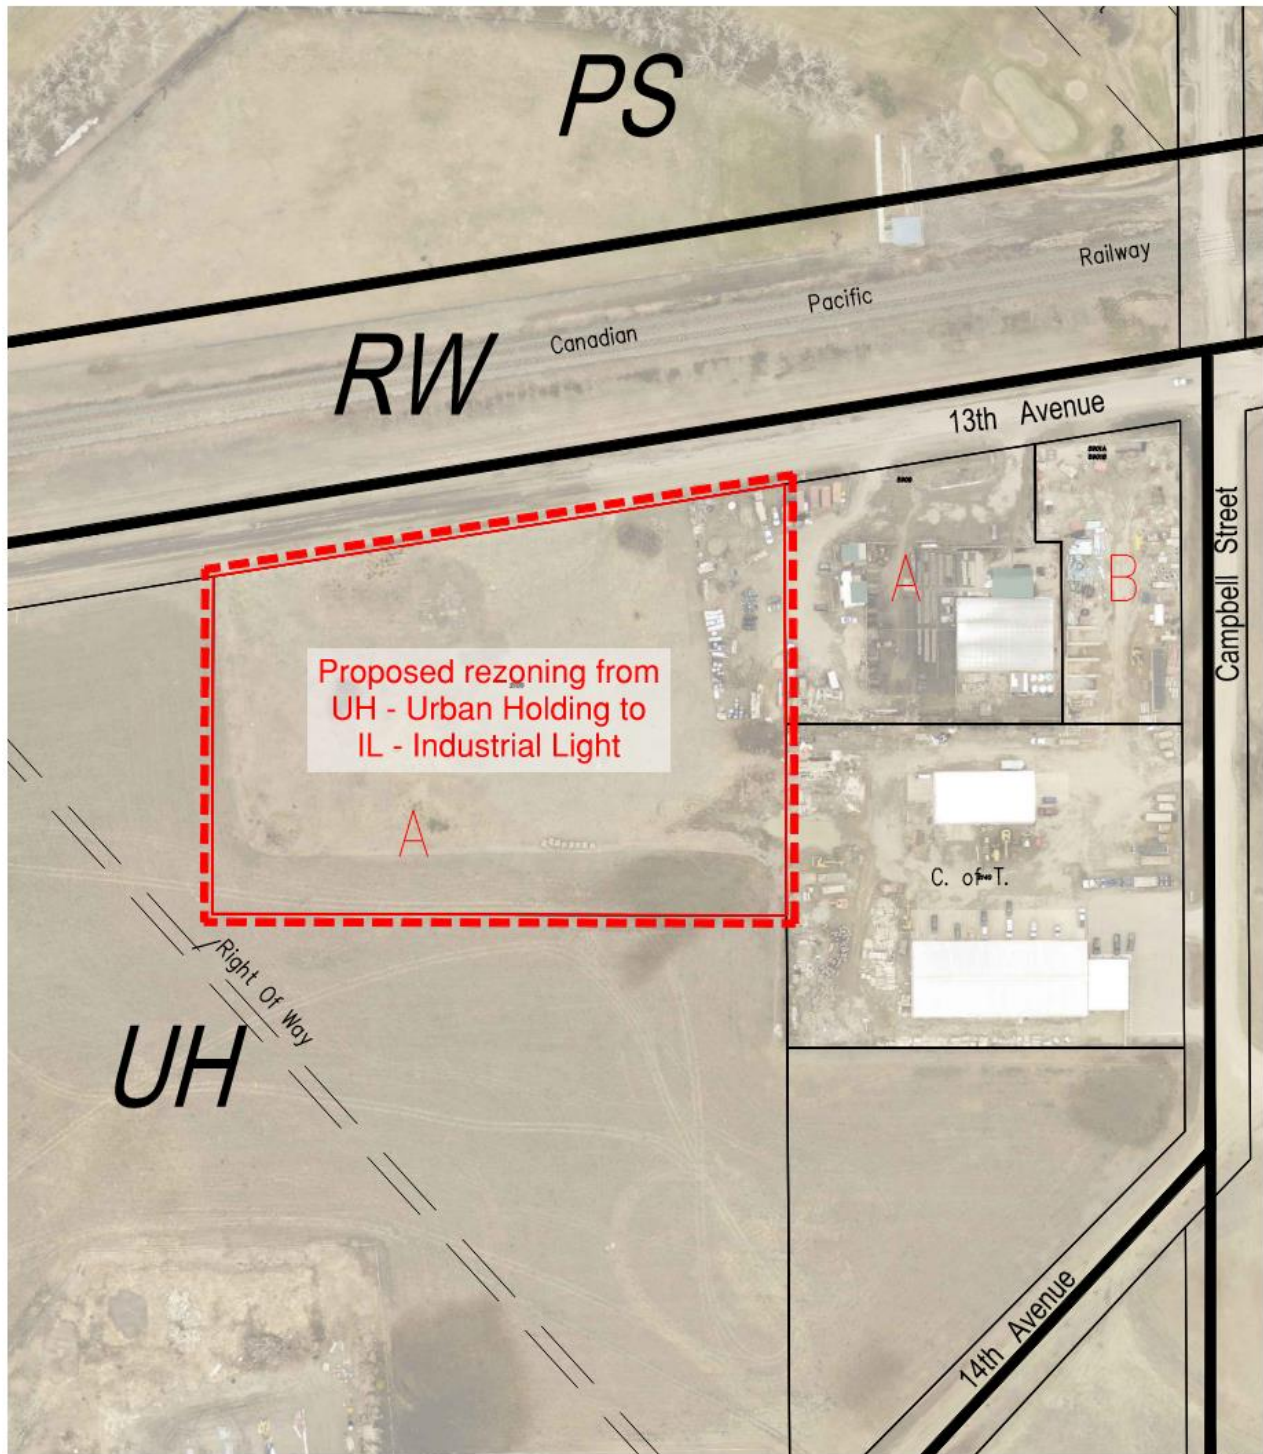 PS
Railway
Pacific
Canadian
RW
13th Avenue
A
B
Campbell Street
Proposed rezoning from
UH - Urban Holding to
IL - Industrial Light
A
C. of T.
Right Of Way
UH
14th Avenue